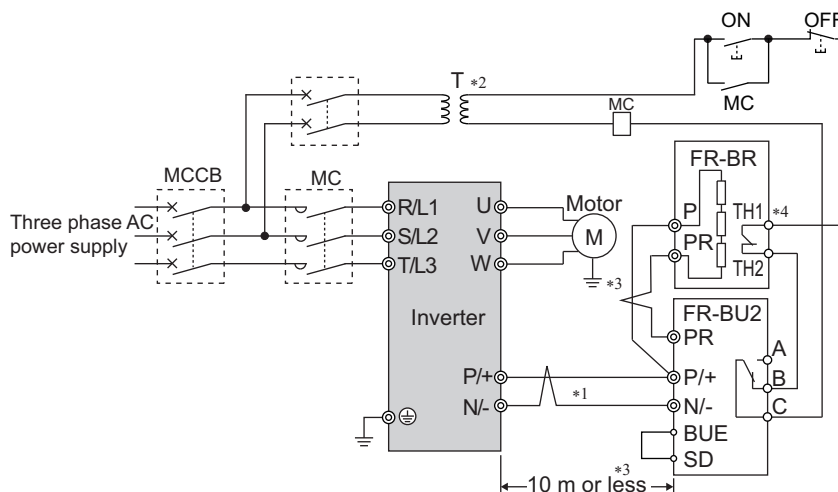 ON
OFF
T *2
MC
MC
FR-BR
MCCB
MC
P
TH1
*4
PR
TH2
Three phase AC
power supply
R/L1
S/L2
T/L3
U
V
W
Motor
M
*3
Inverter
FR-BU2
PR
A
P/+
P/+
B
N/-
*1
N/-
C
BUE
SD
*3
10 m or less